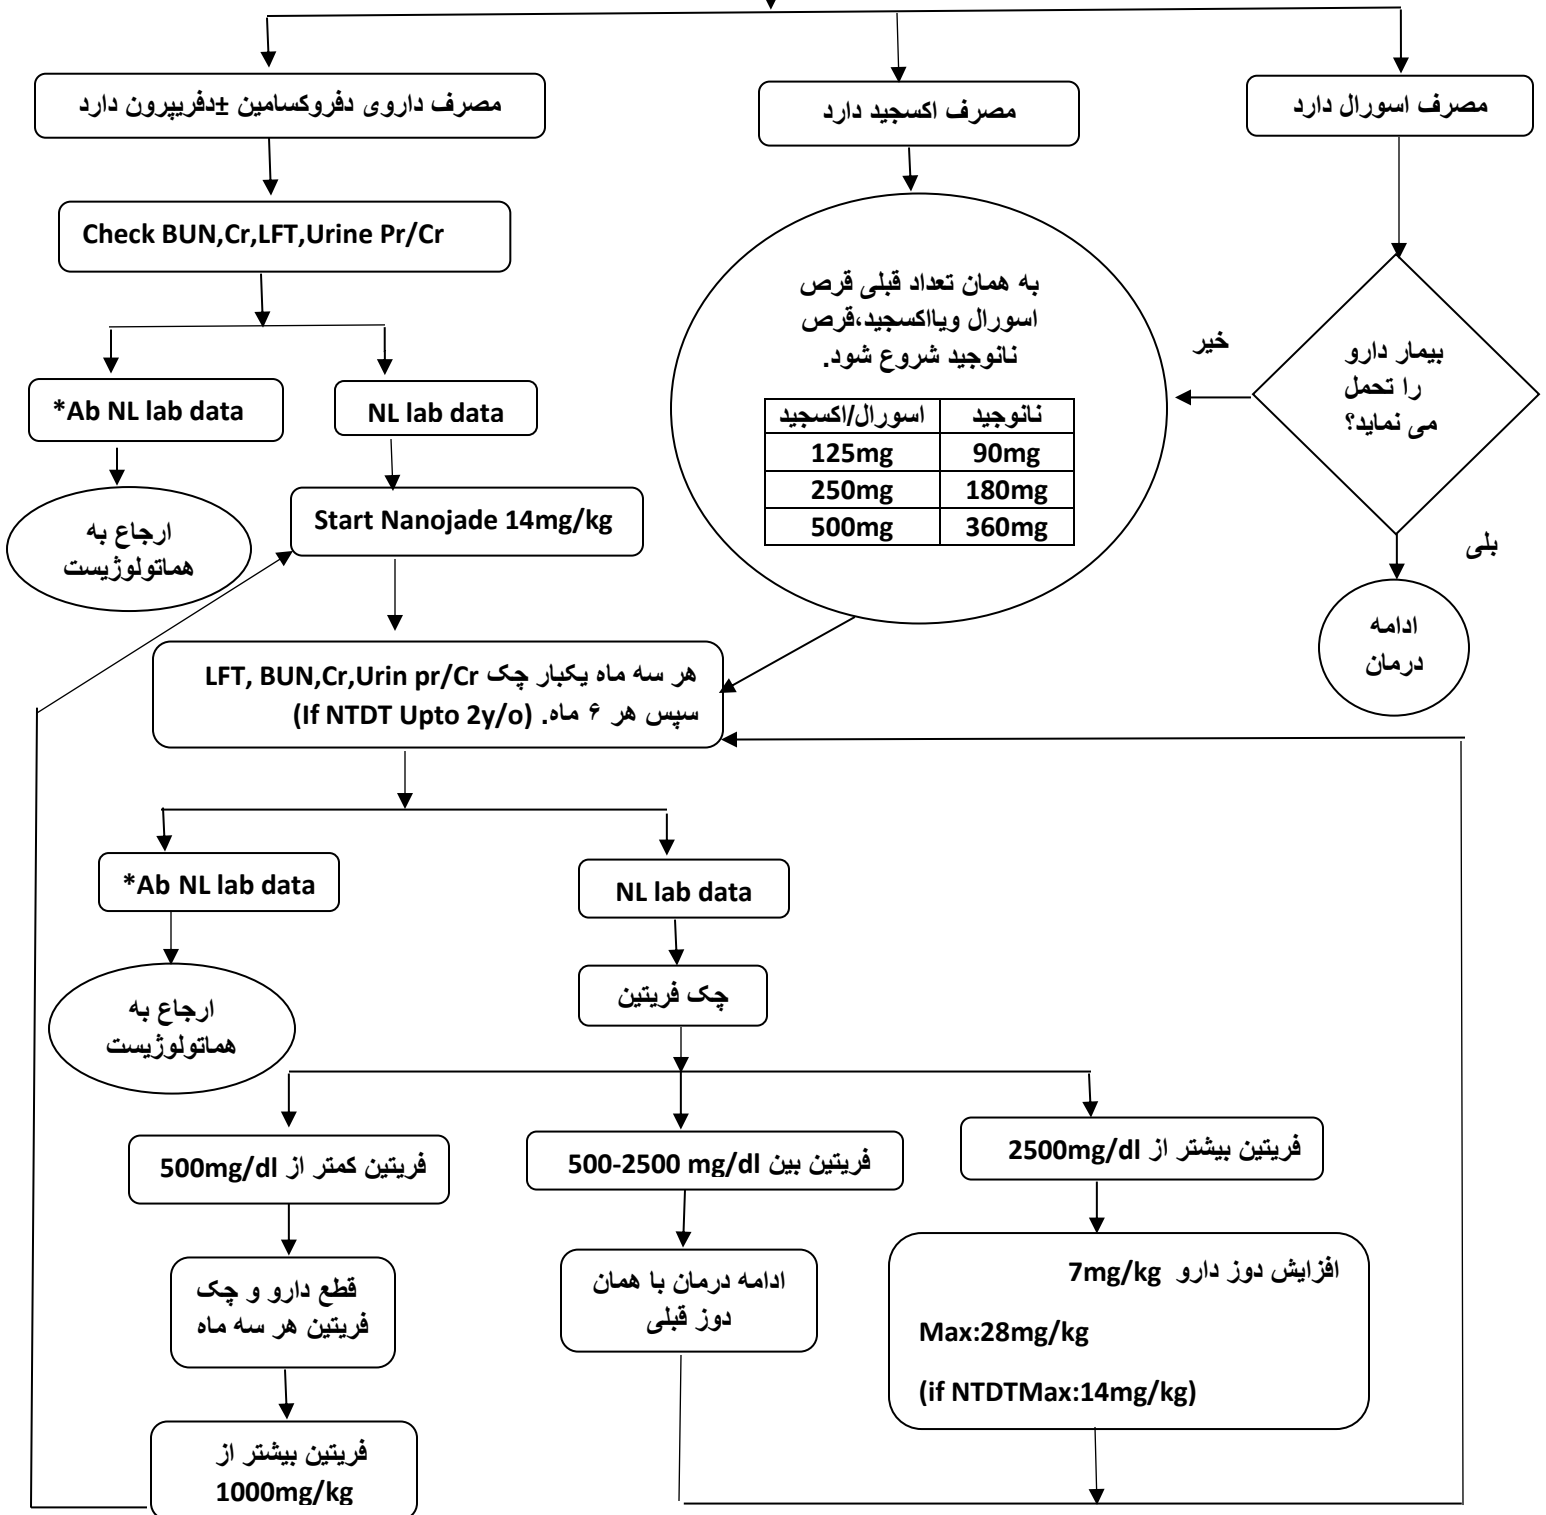 مصرف اسورال دارد
مصرف اکسجید دارد
مصرف داروی دفروکسامین ±دفریپرون دارد
Check BUN,Cr,LFT,Urine Pr/Cr
به همان تعداد قبلی قرص
اسورال ویااکسجید،قرص
نانوجید شروع شود.
نانوجید اسورال/اکسجید
90mg 125mg
180mg 250mg
360mg 500mg
خیر
بیمار دارو
را تحمل
می نماید؟
بلی
ادامه
درمان
*Ab NL lab data
NL lab data
ارجاع به
هماتولوژیست
Start Nanojade 14mg/kg
هر سه ماه یکبار چک LFT, BUN,Cr,Urin pr/Cr
سپس هر ۶ ماه. (If NTDT Upto 2y/o)
*Ab NL lab data
NL lab data
ارجاع به
هماتولوژیست
چک فریتین
فریتین بیشتر از 2500mg/dl
فریتین بین 500-2500 mg/dl
فریتین کمتر از 500mg/dl
افزایش دوز دارو 7mg/kg
Max:28mg/kg
(if NTDTMax:14mg/kg)
ادامه درمان با همان
دوز قبلی
قطع دارو و چک
فریتین هر سه ماه
فریتین بیشتر از
1000mg/kg